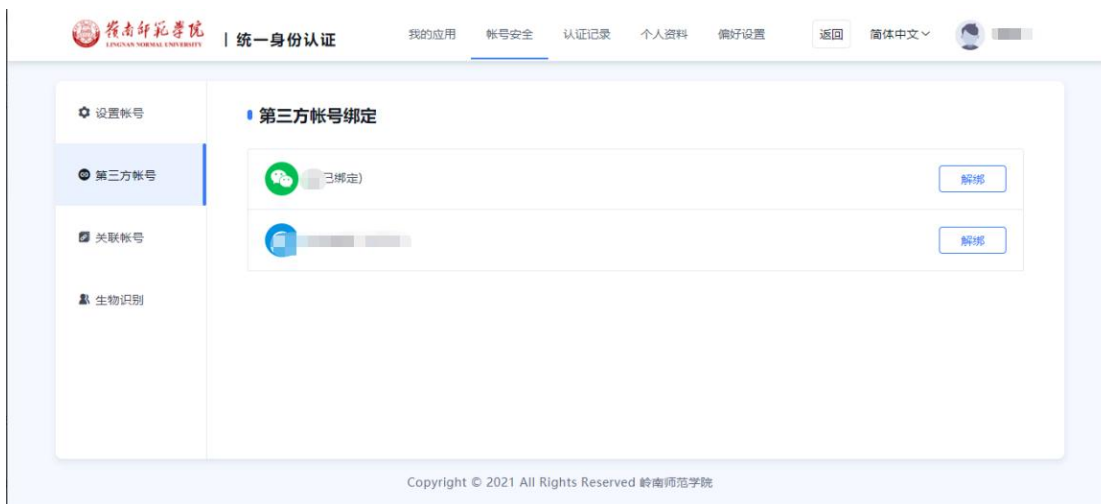 嶺南師範學院
LINGNAN NORMAL UNIVERSITY
| 统一身份认证
我的应用 帐号安全 认证记录 个人资料 偏好设置 返回 简体中文
设置帐号
第三方帐号绑定
第三方帐号
已绑定) 解绑
关联帐号
解绑
生物识别
Copyright © 2021 All Rights Reserved 岭南师范学院